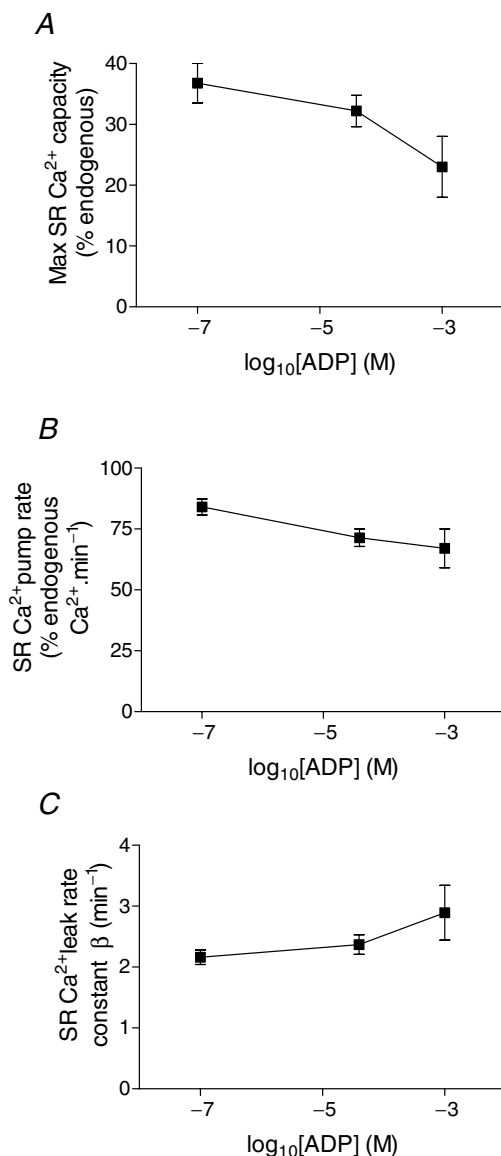 A
Max SR Ca²⁺ capacity
(% endogenous)
40
30
20
10
0
−7
−5
−3
log₁₀[ADP] (M)
B
SR Ca²⁺pump rate
(% endogenous
Ca²⁺.min⁻¹)
100
75
50
25
0
−7
−5
−3
log₁₀[ADP] (M)
C
SR Ca²⁺leak rate
constant β (min⁻¹)
4
3
2
1
0
−7
−5
−3
log₁₀[ADP] (M)